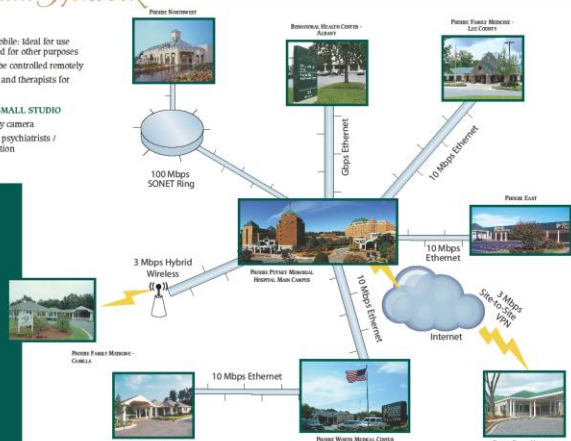 PHOEBE NORTHWEST
BEHAVIORAL HEALTH CENTER -
ALBANY
PHOEBE FAMILY MEDICINE -
LEE COUNTY
obile: Ideal for use
d for other purposes
be controlled remotely
and therapists for
MALL STUDIO
y camera
psychiatrists /
tion
Gbps Ethernet
10 Mbps Ethernet
100 Mbps
SONET Ring
PHOEBE EAST
10 Mbps
Ethernet
3 Mbps Hybrid
Wireless
PHOEBE PUTNEY MEMORIAL
HOSPITAL MAIN CAMPUS
10 Mbps Ethernet
3 Mbps
Site-to-Site
VPN
Internet
PHOEBE FAMILY MEDICINE -
CAMILLA
10 Mbps Ethernet
PHOEBE WORTH MEDICAL CENTER